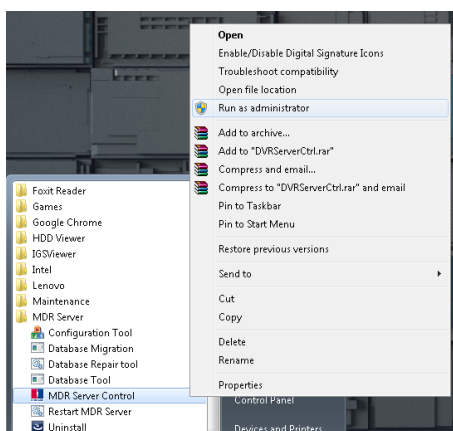 Open
Enable/Disable Digital Signature Icons
Troubleshoot compatibility
Open file location
Run as administrator
Add to archive...
Add to "DVRServerCtrl.rar"
Compress and email...
Compress to "DVRServerCtrl.rar" and email
Pin to Taskbar
Pin to Start Menu
Restore previous versions
Send to
Cut
Copy
Delete
Rename
Properties
Foxit Reader
Games
Google Chrome
HDD Viewer
IGSViewer
Intel
Lenovo
Maintenance
MDR Server
Configuration Tool
Database Migration
Database Repair tool
Database Tool
MDR Server Control
Restart MDR Server
Uninstall
Control Panel
Devices and Printers